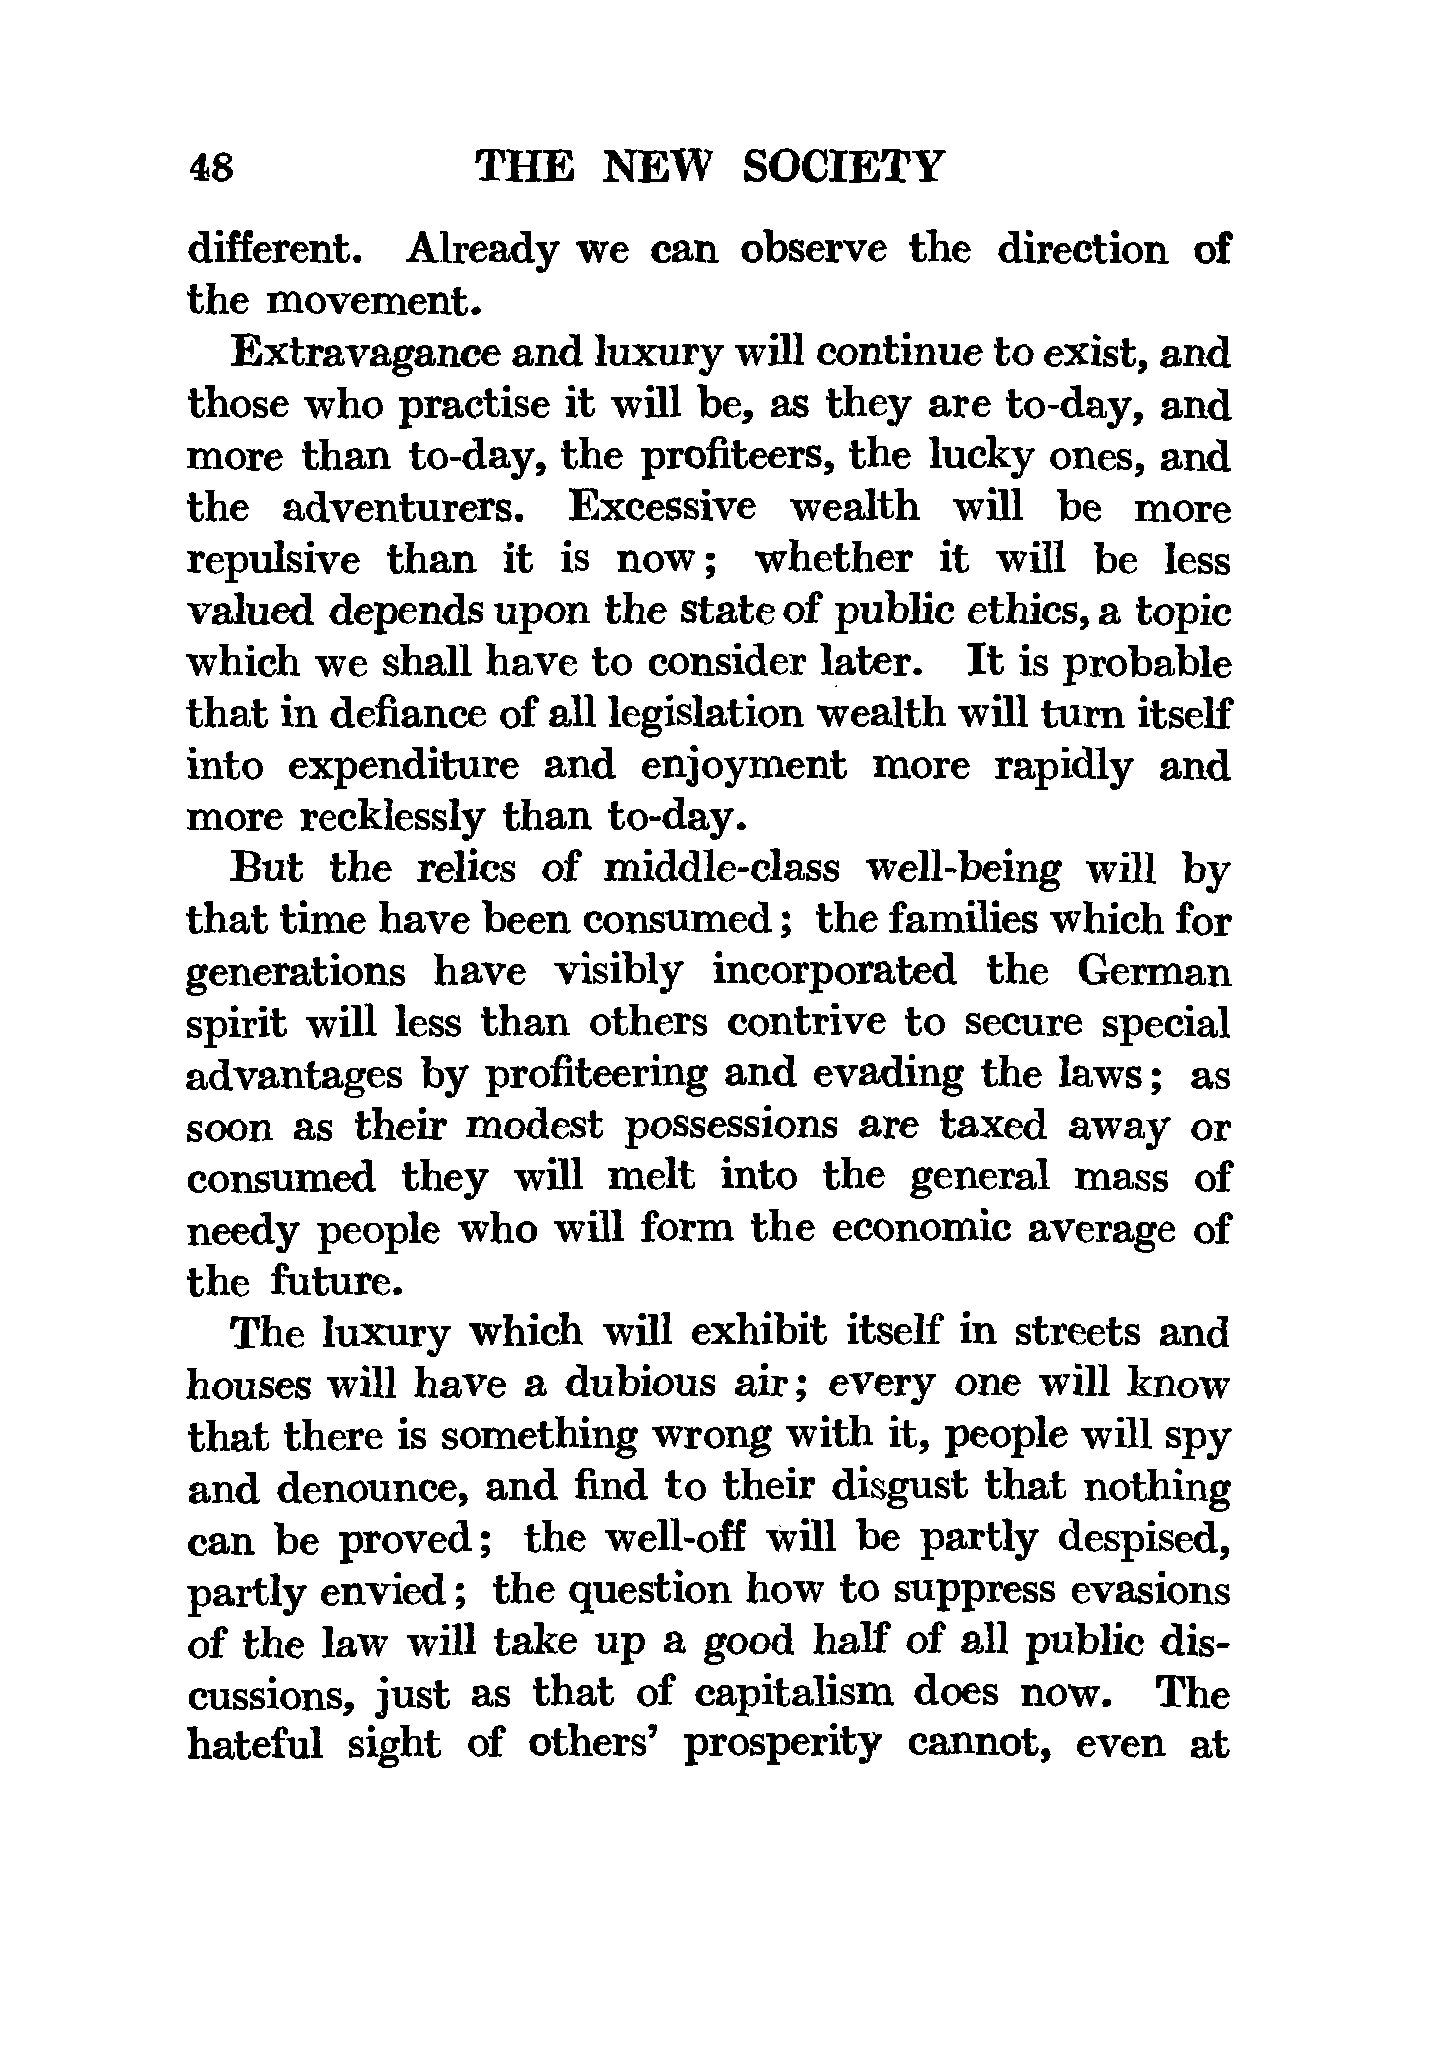 48 THE NEW SOCIETY
different. Already we can observe the direction of
the movement.
Extravagance and luxury will continue to exist, and
those who practise it will be, as they are to-day, and
more than to-day, the profiteers, the lucky ones, and
the adventurers. Excessive wealth will be more
repulsive than it is now; whether it will be less
valued depends upon the state of public ethics, a topic
which we shall have to consider later. It is probable
that in defiance of all legislation wealth will turn itself
into expenditure and enjoyment more rapidly and
more recklessly than to-day.
But the relics of middle-class well-being will by
that time have been consumed; the families which for
generations have visibly incorporated the German
spirit will less than others contrive to secure special
advantages by profiteering and evading the laws; as
soon as their modest possessions are taxed away or
consumed they will melt into the general mass of
needy people who will form the economic average of
the future.
The luxury which will exhibit itself in streets and
houses will have a dubious air; every one will know
that there is something wrong with it, people will spy
and denounce, and find to their disgust that nothing
can be proved; the well-off will be partly despised,
partly envied; the question how to suppress evasions
of the law will take up a good half of all public dis-
cussions, just as that of capitalism does now. The
hateful sight of others' prosperity cannot, even at